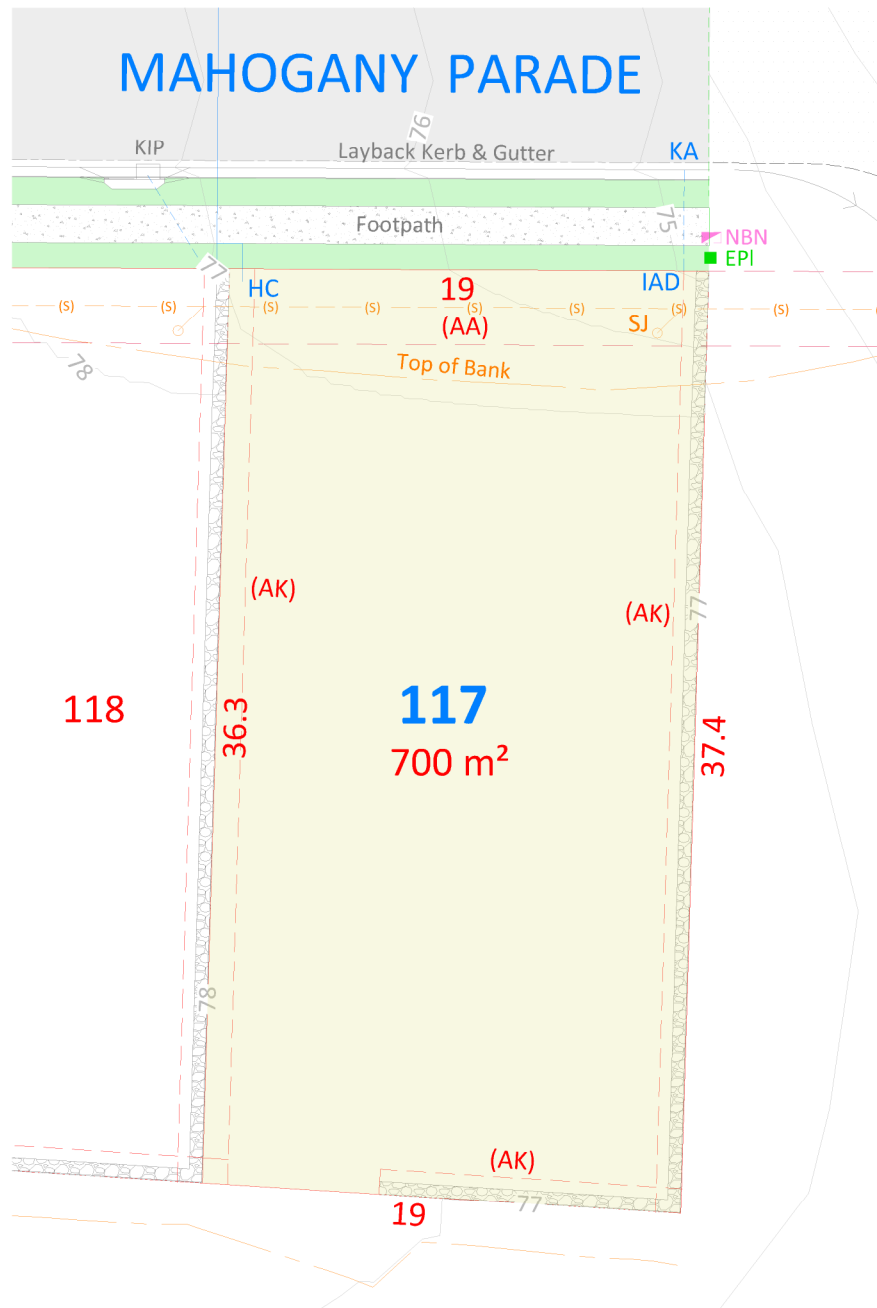 MAHOGANY PARADE
76
KIP
Layback Kerb & Gutter
KA
Footpath
75
NBN
EPl
77
HC
19
IAD
(S)
(S)
(S)
(S)
(S)
(S)
(S)
(S)
(AA)
SJ
78
Top of Bank
(AK)
(AK)
77
118
117
36.3
37.4
700 m²
78
(AK)
77
19